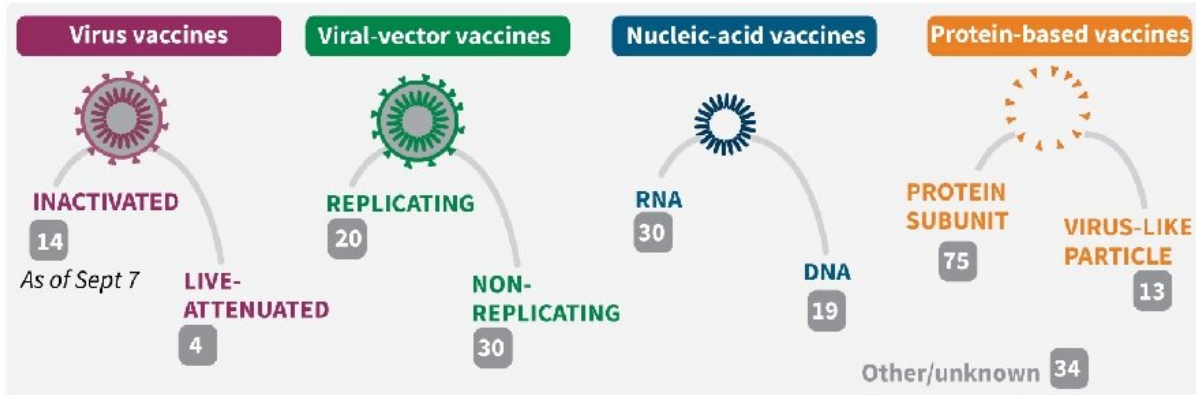 Virus vaccines
INACTIVATED
14
As of Sept 7
LIVE-
ATTENUATED
4
Viral-vector vaccines
REPLICATING
20
NON-
REPLICATING
30
Nucleic-acid vaccines
RNA
30
DNA
19
Protein-based vaccines
PROTEIN
SUBUNIT
75
VIRUS-LIKE
PARTICLE
13
Other/unknown 34